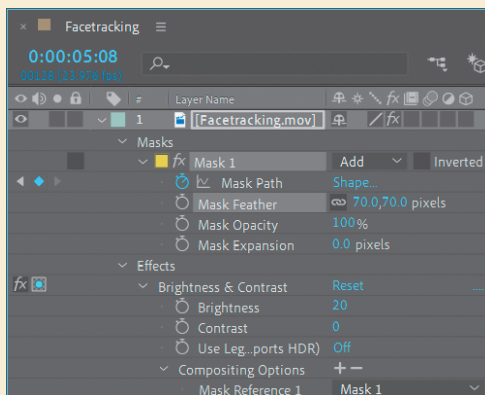 Facetracking
0:00:05:08
00128 (23.976 fps)
# Layer Name
1 [Facetracking.mov]
Masks
Mask 1 Add Inverted
Mask Path Shape...
Mask Feather 70.0,70.0 pixels
Mask Opacity 100%
Mask Expansion 0.0 pixels
Effects
fx Brightness & Contrast Reset ....
Brightness 20
Contrast 0
Use Leg...ports HDR) Off
Compositing Options + −
Mask Reference 1 Mask 1